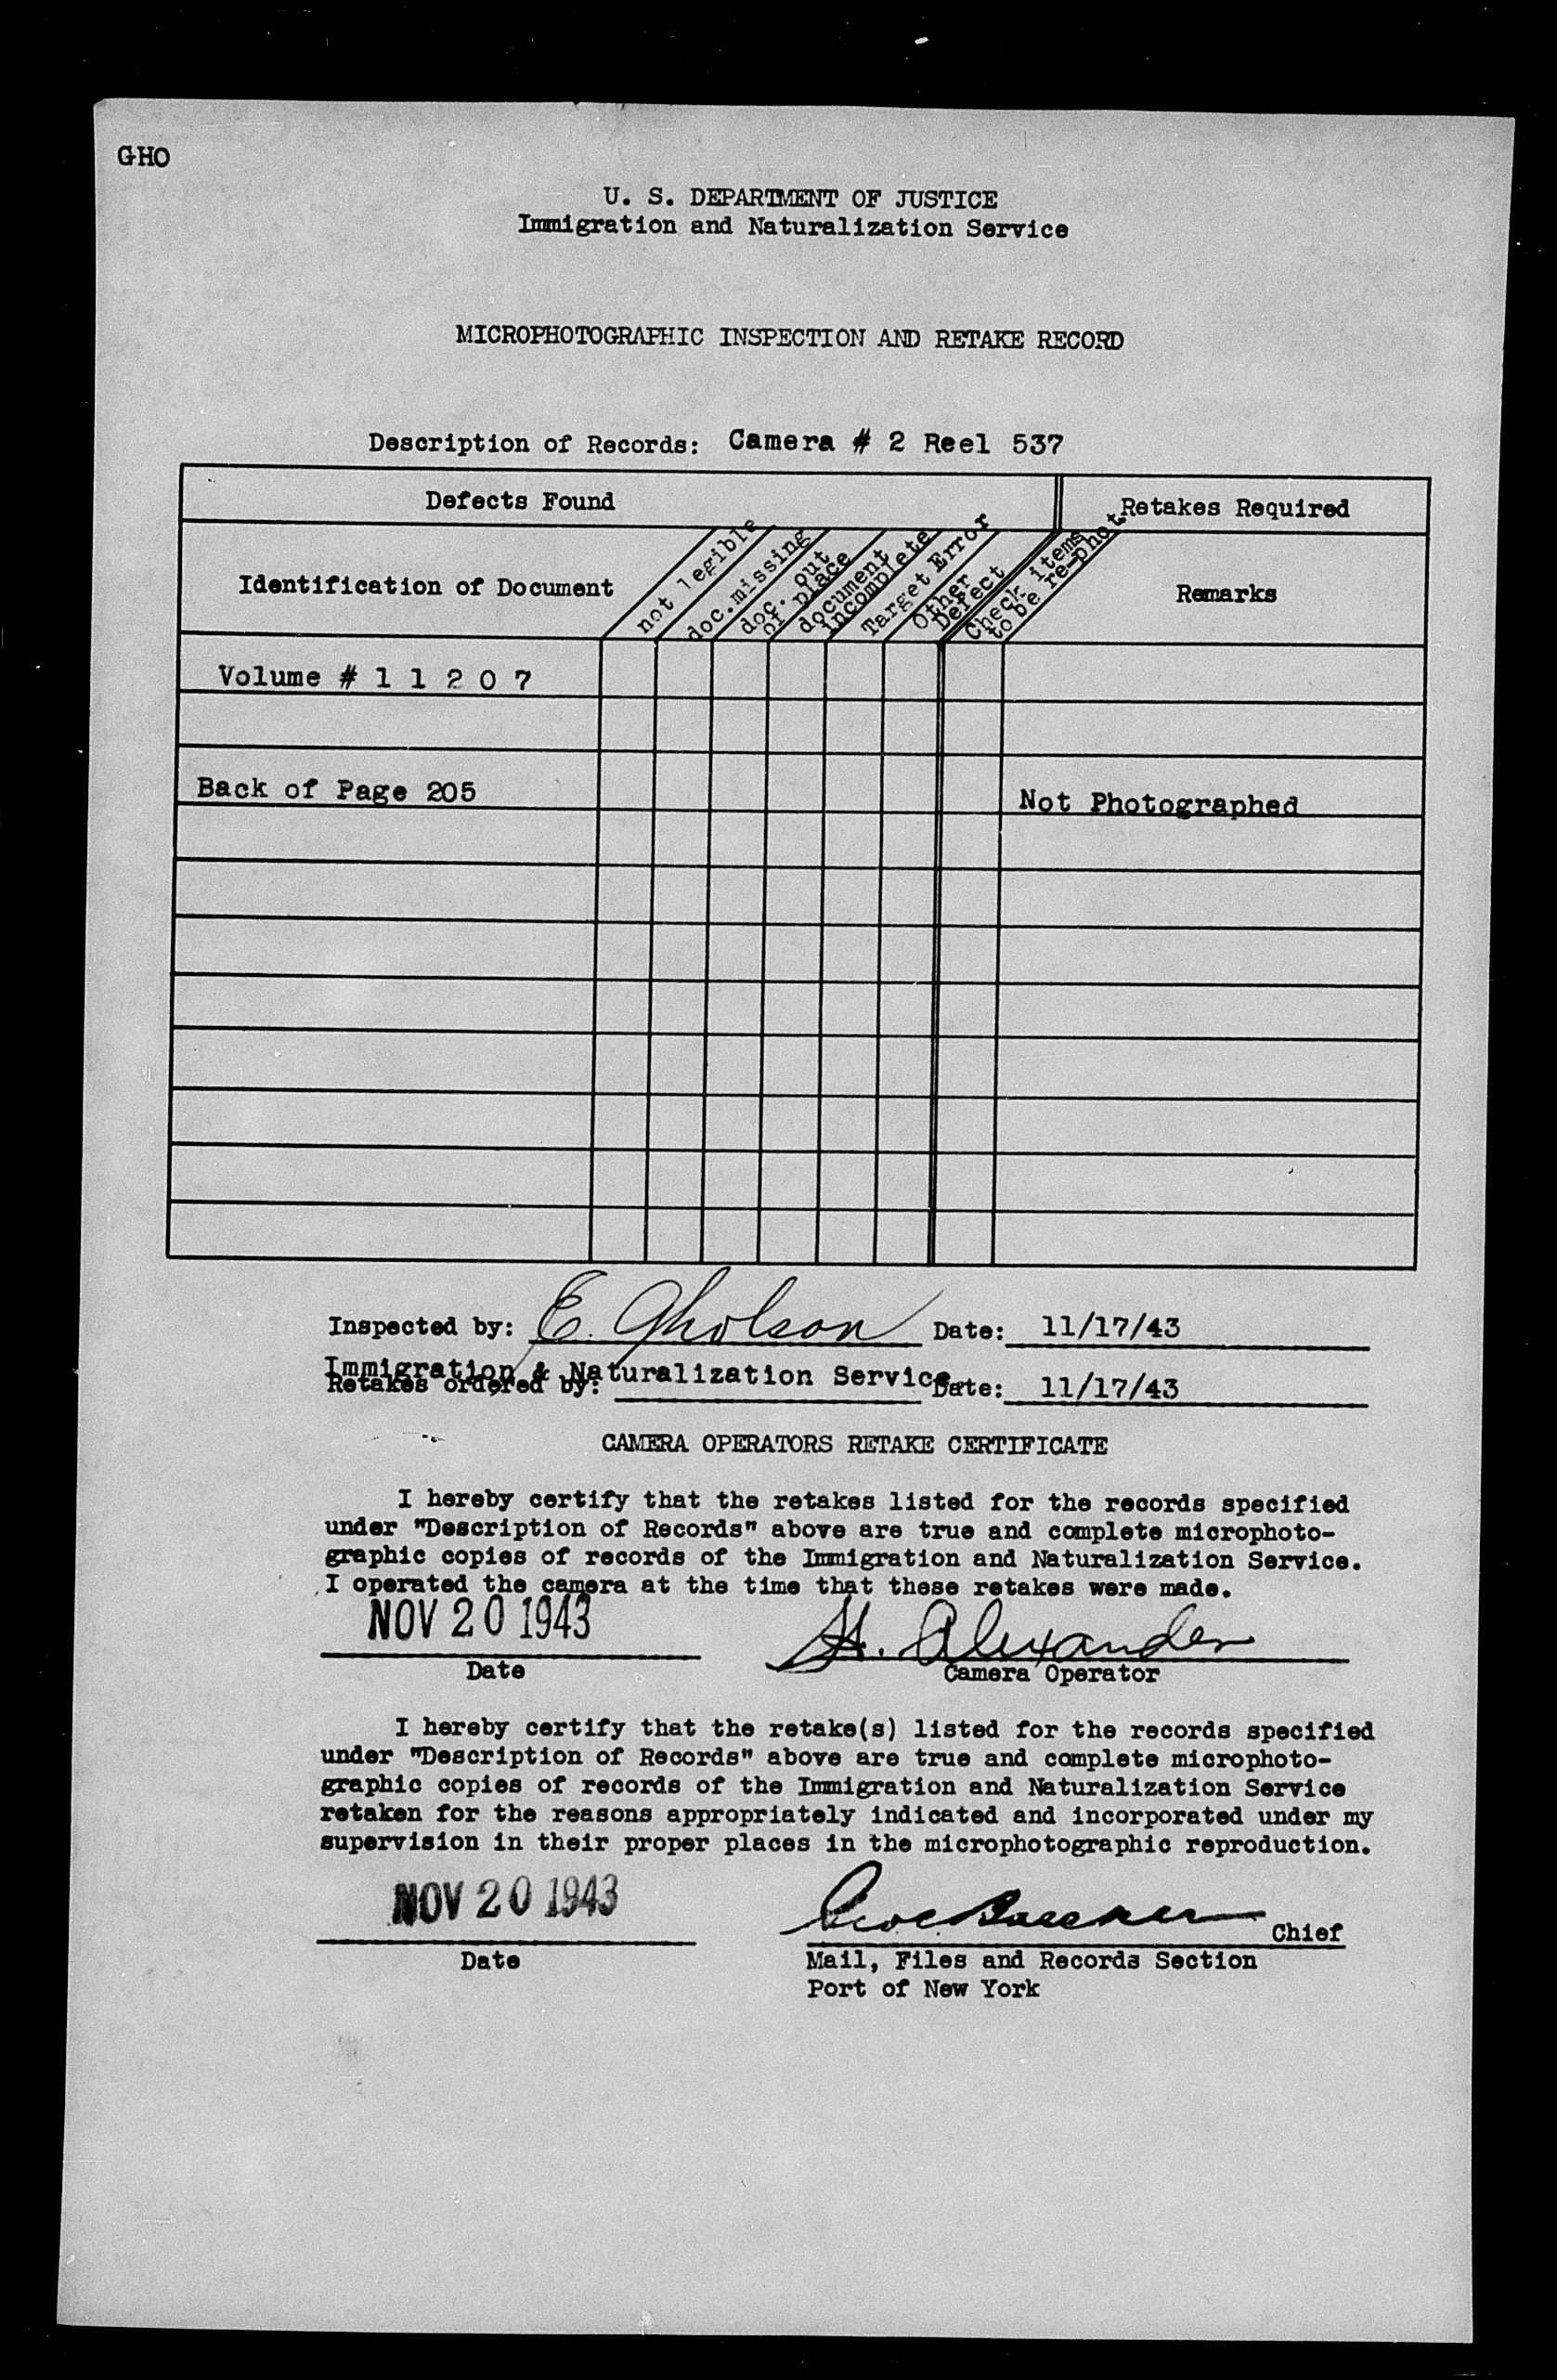 GHO
U. S. DEPARTMENT OF JUSTICE
Immigration and Naturalization Service
MICROPHOTOGRAPHIC INSPECTION AND RETAKE RECORD
Description of Records: Camera # 2 Reel 537
Defects Found
Retakes Required
Identification of Document
not legible
doc.missing
doc. out
of place
document
incomplete
Target Error
Other
Defect
Check items
to be re-phot
Remarks
Volume # 1 1 2 0 7
Back of Page 205
Not Photographed
Inspected by: E. Gholson Date: 11/17/43
Immigration & Naturalization Service
Retakes ordered by: Date: 11/17/43
CAMERA OPERATORS RETAKE CERTIFICATE
I hereby certify that the retakes listed for the records specified
under "Description of Records" above are true and complete microphoto-
graphic copies of records of the Immigration and Naturalization Service.
I operated the camera at the time that these retakes were made.
NOV 20 1943 H. Alexander
Date Camera Operator
I hereby certify that the retake(s) listed for the records specified
under "Description of Records" above are true and complete microphoto-
graphic copies of records of the Immigration and Naturalization Service
retaken for the reasons appropriately indicated and incorporated under my
supervision in their proper places in the microphotographic reproduction.
NOV 20 1943 Chief
Date Mail, Files and Records Section
Port of New York